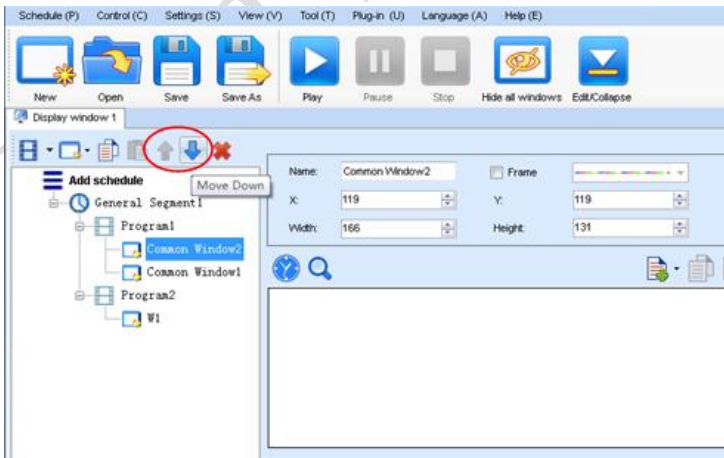 Schedule (P) Control (C) Settings (S) View (V) Tool (T) Plug-in (U) Language (A) Help (E)
New Open Save Save As Play Pause Stop Hide all windows Edit/Collapse
Display window 1
Move Down
Add schedule
General Segment1
Program1
Common Window2
Common Window1
Program2
W1
Name: Common Window2 Frame
X: 119 Y: 119
Width: 166 Height: 131